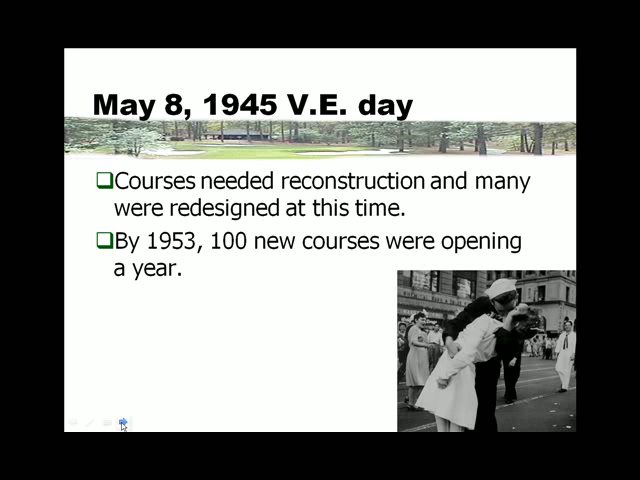 May 8, 1945 V.E. day
Courses needed reconstruction and many
were redesigned at this time.
By 1953, 100 new courses were opening
a year.